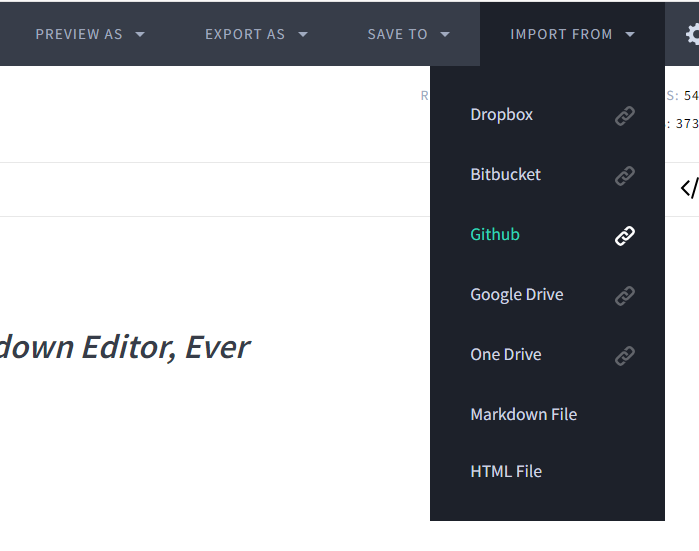 PREVIEW AS EXPORT AS SAVE TO IMPORT FROM
R S: 54
: 373
Dropbox
Bitbucket
Github
Google Drive
down Editor, Ever
One Drive
Markdown File
HTML File